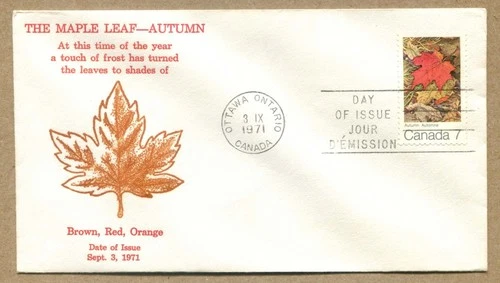 THE MAPLE LEAF—AUTUMN
At this time of the year
a touch of frost has turned
the leaves to shades of
Brown, Red, Orange
Date of Issue
Sept. 3, 1971
OTTAWA ONTARIO
3 IX
1971
CANADA
DAY
OF ISSUE
JOUR
D'ÉMISSION
Autumn Automne
Canada 7